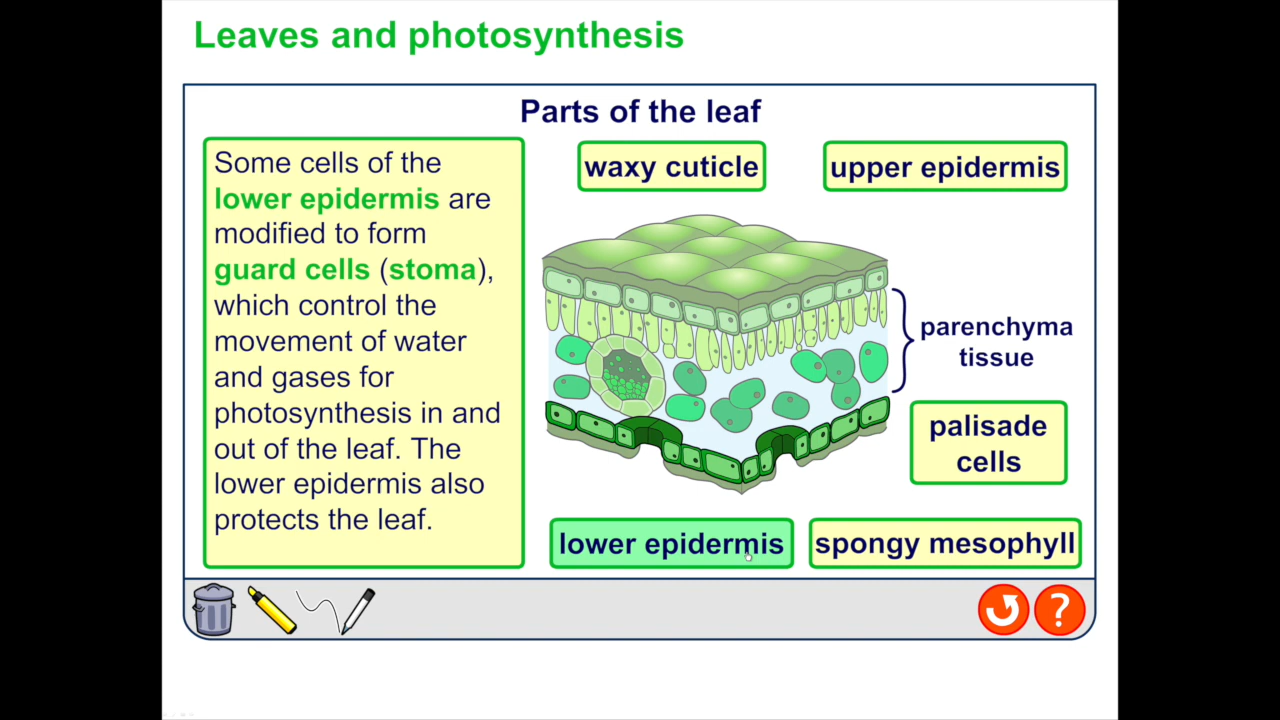 Leaves and photosynthesis
Parts of the leaf
Some cells of the
lower epidermis are
modified to form
guard cells (stoma),
which control the
movement of water
and gases for
photosynthesis in and
out of the leaf. The
lower epidermis also
protects the leaf.
waxy cuticle
upper epidermis
parenchyma
tissue
palisade
cells
lower epidermis
spongy mesophyll
?